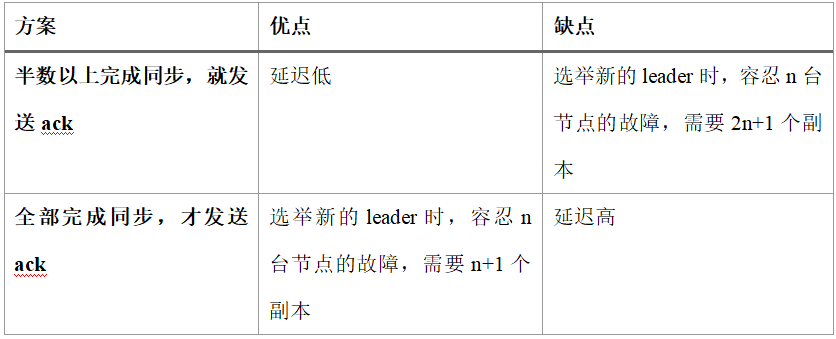 方案
优点
缺点
半数以上完成同步，就发
送 ack
延迟低
选举新的 leader 时，容忍 n 台
节点的故障，需要 2n+1 个副
本
全部完成同步，才发送
ack
选举新的 leader 时，容忍 n
台节点的故障，需要 n+1 个
副本
延迟高